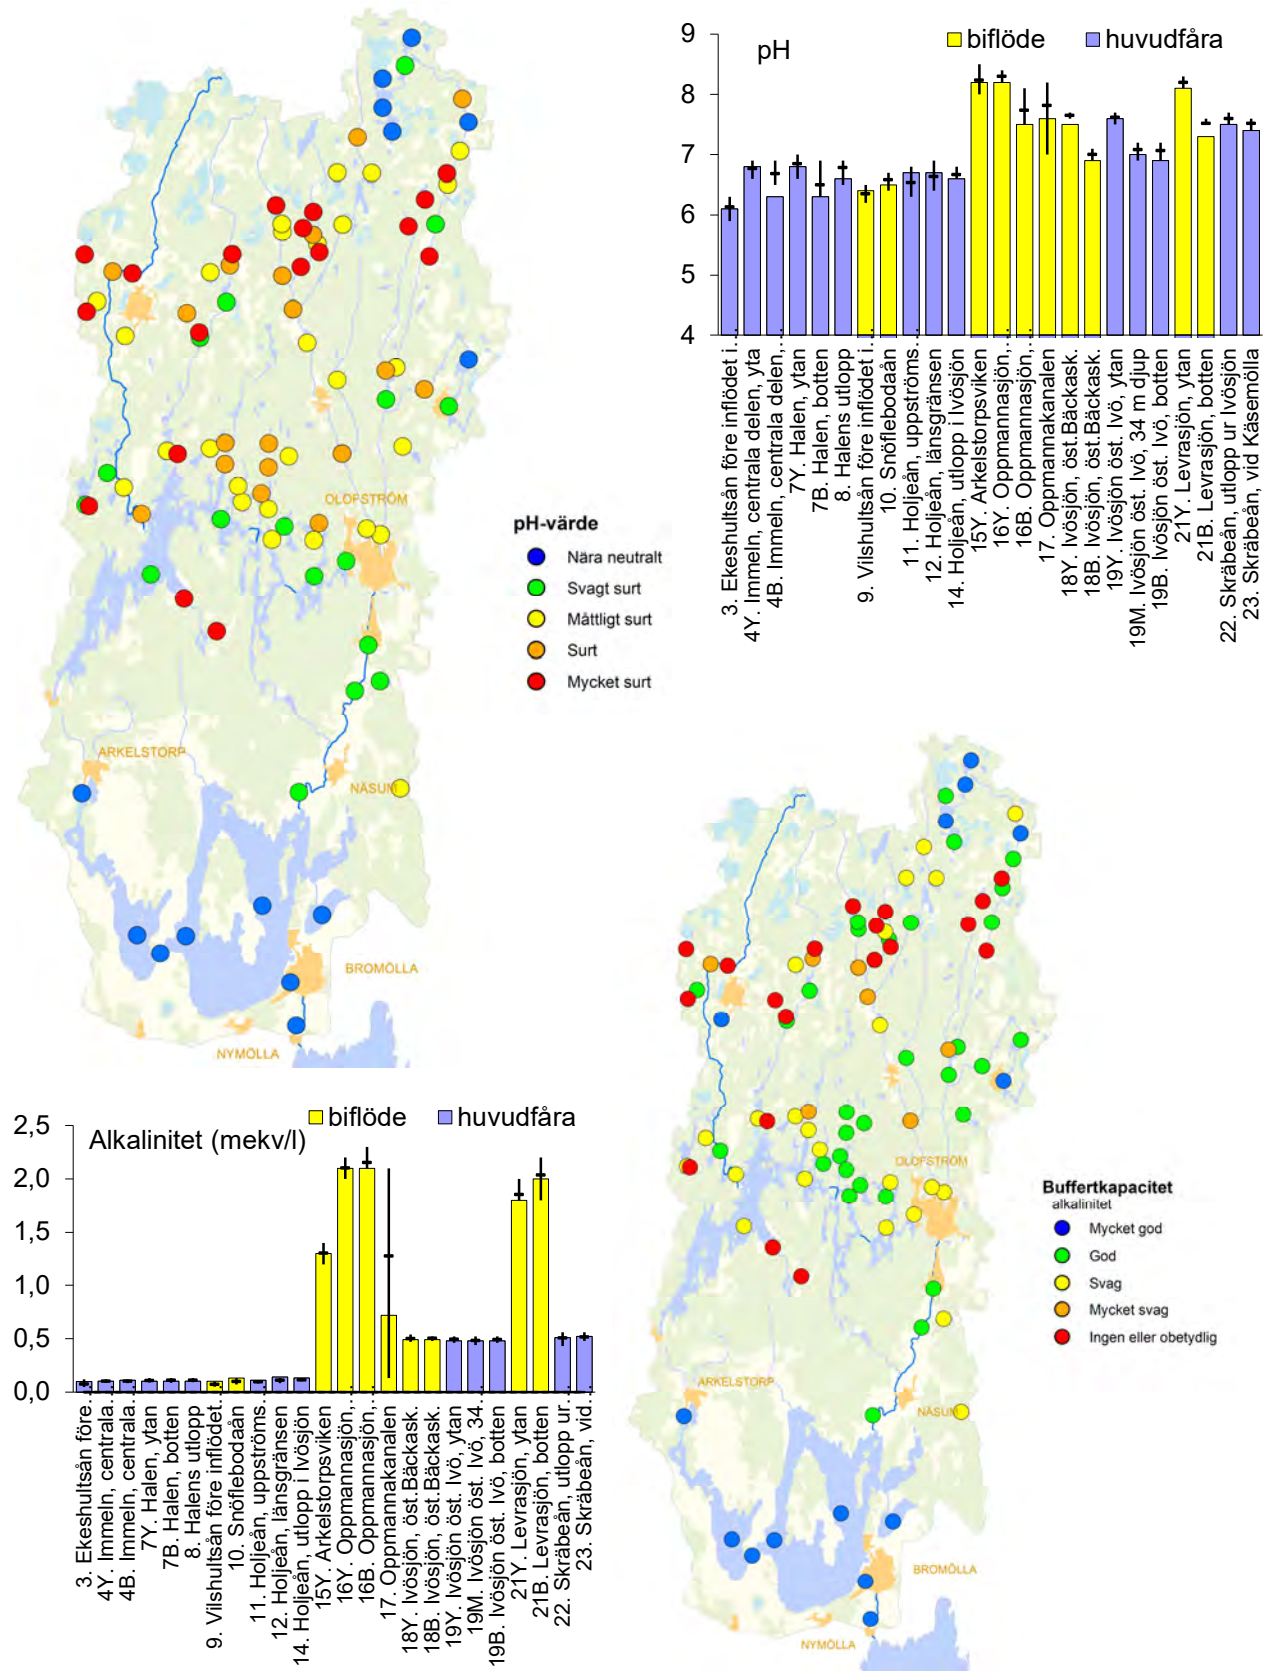 OLOFSTRÖM
ARKELSTORP
NÄSUM
BROMÖLLA
NYMÖLLA
pH-värde
Nära neutralt
Svagt surt
Måttligt surt
Surt
Mycket surt
pH
biflöde
huvudfåra
9
8
7
6
5
4
3. Ekeshultsån före inflödet i..
4Y. Immeln, centrala delen, yta
4B. Immeln, centrala delen,..
7Y. Halen, ytan
7B. Halen, botten
8. Halens utlopp
9. Vilshultsån före inflödet i..
10. Snöflebodaån
11. Holjeån, uppströms..
12. Holjeån, länsgränsen
14. Holjeån, utlopp i Ivösjön
15Y. Arkelstorpsviken
16Y. Oppmannasjön,..
16B. Oppmannasjön,..
17. Oppmannakanalen
18Y. Ivösjön, öst.Bäckask.
18B. Ivösjön, öst.Bäckask.
19Y. Ivösjön öst. Ivö, ytan
19M. Ivösjön öst. Ivö, 34 m djup
19B. Ivösjön öst. Ivö, botten
21Y. Levrasjön, ytan
21B. Levrasjön, botten
22. Skräbeån, utlopp ur Ivösjön
23. Skräbeån, vid Käsemölla
Alkalinitet (mekv/l)
biflöde
huvudfåra
2,5
2,0
1,5
1,0
0,5
0,0
3. Ekeshultsån före..
4Y. Immeln, centrala..
4B. Immeln, centrala..
7Y. Halen, ytan
7B. Halen, botten
8. Halens utlopp
9. Vilshultsån före inflödet..
10. Snöflebodaån
11. Holjeån, uppströms..
12. Holjeån, länsgränsen
14. Holjeån, utlopp i Ivösjön
15Y. Arkelstorpsviken
16Y. Oppmannasjön,..
16B. Oppmannasjön,..
17. Oppmannakanalen
18Y. Ivösjön, öst.Bäckask.
18B. Ivösjön, öst.Bäckask.
19Y. Ivösjön öst. Ivö, ytan
19M. Ivösjön öst. Ivö, 34..
19B. Ivösjön öst. Ivö, botten
21Y. Levrasjön, ytan
21B. Levrasjön, botten
22. Skräbeån, utlopp ur..
23. Skräbeån, vid..
OLOFSTRÖM
ARKELSTORP
NÄSUM
BROMÖLLA
NYMÖLLA
Buffertkapacitet
alkalinitet
Mycket god
God
Svag
Mycket svag
Ingen eller obetydlig